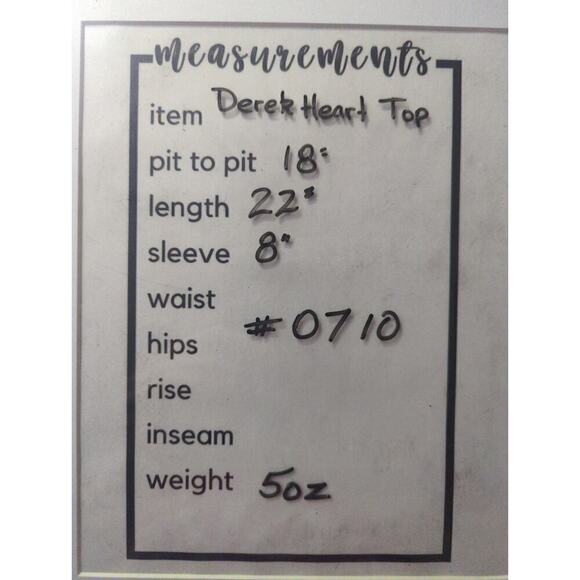 measurements
item Derek Heart Top
pit to pit 18"
length 22"
sleeve 8"
waist
#0710
hips
rise
inseam
weight 5oz